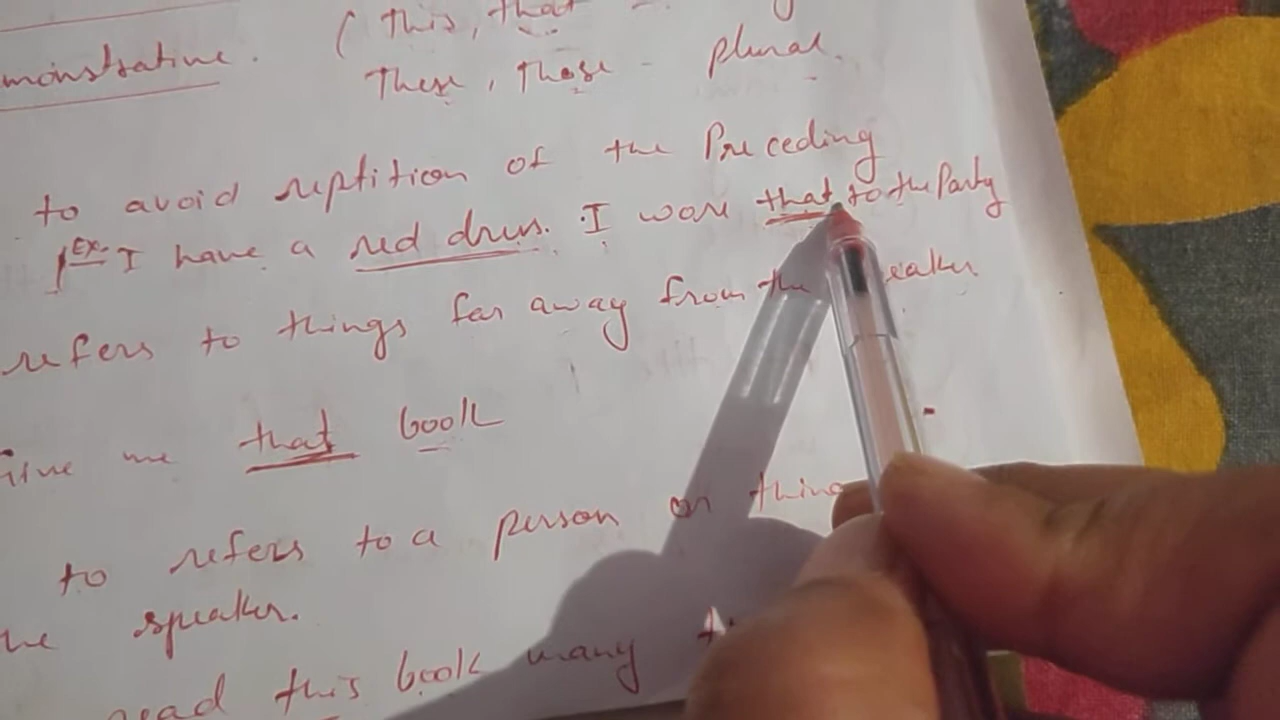 ( this, that -
monstrative. These, those - plural.
to avoid reptition of the Preceding
Ex. I have a red dress. I wore that to the Party
refers to things far away from the eaker
Give me that book
to refers to a person or thing
he speaker.
read this book many